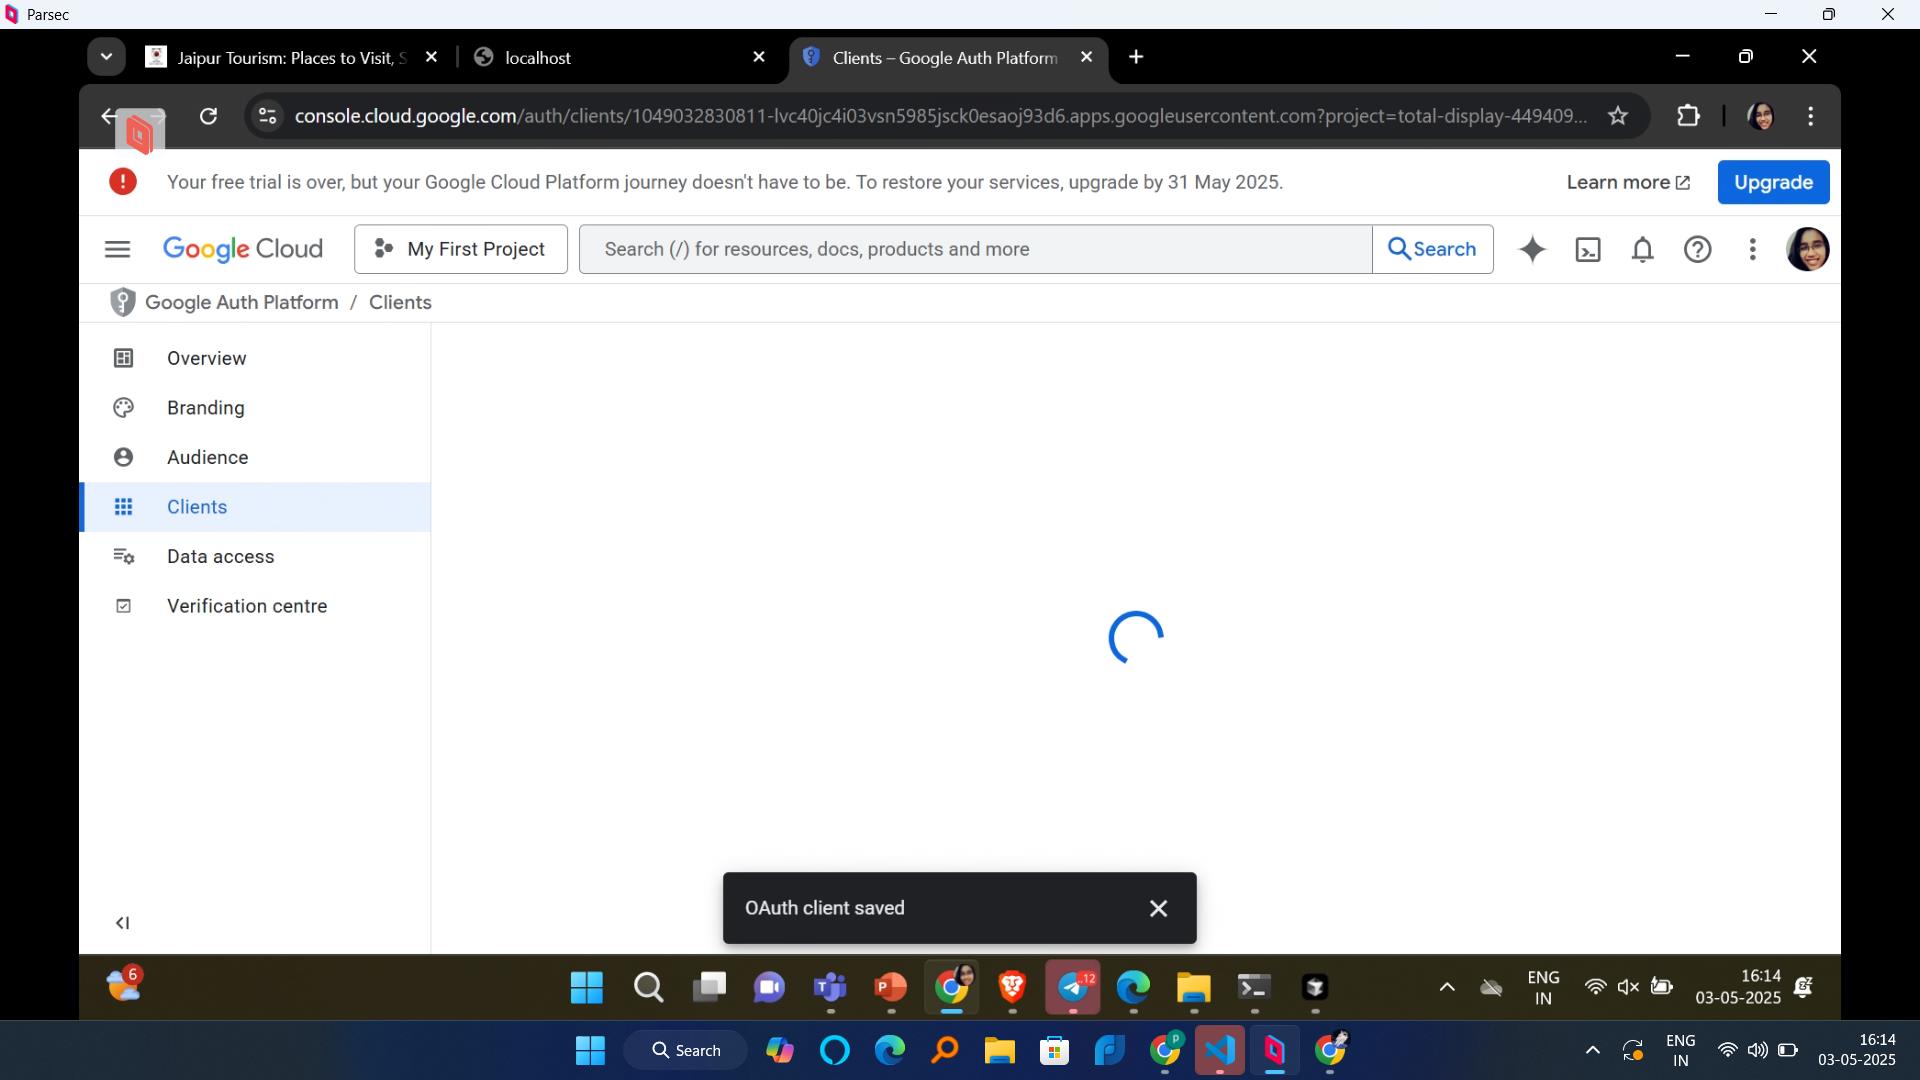 Parsec
Jaipur Tourism: Places to Visit, S
localhost
Clients – Google Auth Platform
console.cloud.google.com/auth/clients/1049032830811-lvc40jc4i03vsn5985jsck0esaoj93d6.apps.googleusercontent.com?project=total-display-449409...
Your free trial is over, but your Google Cloud Platform journey doesn't have to be. To restore your services, upgrade by 31 May 2025.
Learn more
Upgrade
Google Cloud
My First Project
Search (/) for resources, docs, products and more
Search
Google Auth Platform / Clients
Overview
Branding
Audience
Clients
Data access
Verification centre
OAuth client saved
6
12
ENG
IN
16:14
03-05-2025
Search
ENG
IN
16:14
03-05-2025